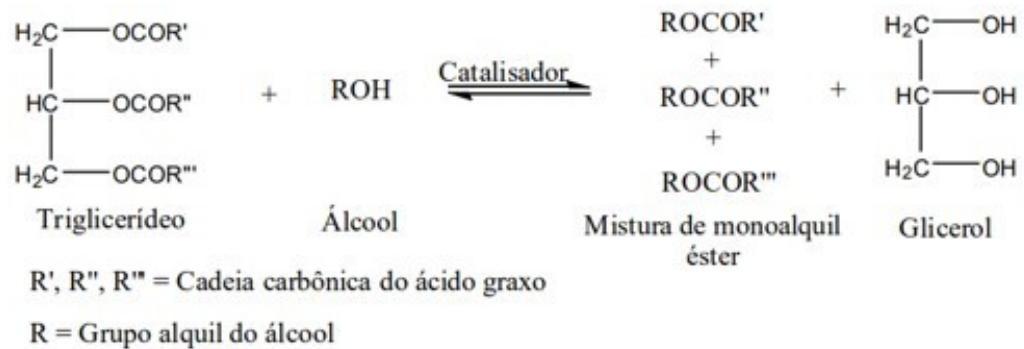 H₂C—OCOR'
HC—OCOR"
H₂C—OCOR'"
Triglicerídeo
+
ROH
Álcool
Catalisador
ROCOR'
+
ROCOR"
+
ROCOR'"
Mistura de monoalquil
éster
+
H₂C—OH
HC—OH
H₂C—OH
Glicerol
R', R", R'" = Cadeia carbônica do ácido graxo
R = Grupo alquil do álcool